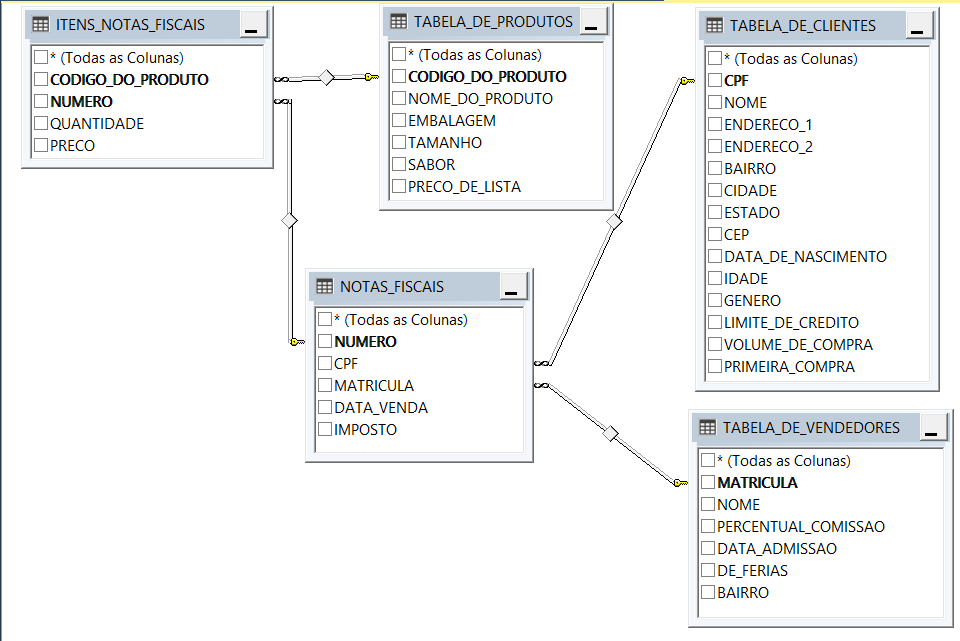 ITENS_NOTAS_FISCAIS
* (Todas as Colunas)
CODIGO_DO_PRODUTO
NUMERO
QUANTIDADE
PRECO
TABELA_DE_PRODUTOS
* (Todas as Colunas)
CODIGO_DO_PRODUTO
NOME_DO_PRODUTO
EMBALAGEM
TAMANHO
SABOR
PRECO_DE_LISTA
TABELA_DE_CLIENTES
* (Todas as Colunas)
CPF
NOME
ENDERECO_1
ENDERECO_2
BAIRRO
CIDADE
ESTADO
CEP
DATA_DE_NASCIMENTO
IDADE
GENERO
LIMITE_DE_CREDITO
VOLUME_DE_COMPRA
PRIMEIRA_COMPRA
NOTAS_FISCAIS
* (Todas as Colunas)
NUMERO
CPF
MATRICULA
DATA_VENDA
IMPOSTO
TABELA_DE_VENDEDORES
* (Todas as Colunas)
MATRICULA
NOME
PERCENTUAL_COMISSAO
DATA_ADMISSAO
DE_FERIAS
BAIRRO